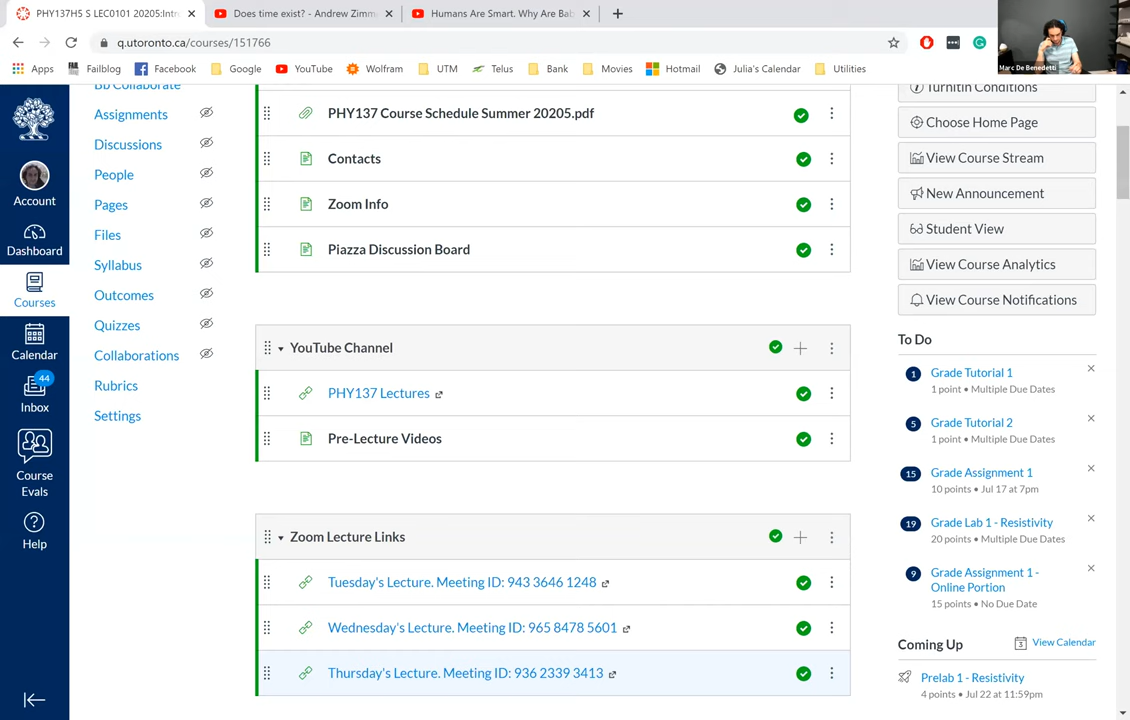 PHY137H5 S LEC0101 20205:Intr
Does time exist? - Andrew Zimm
Humans Are Smart. Why Are Bab
q.utoronto.ca/courses/151766
Apps
Failblog
Facebook
Google
YouTube
Wolfram
UTM
Telus
Bank
Movies
Hotmail
Julia's Calendar
Utilities
Marc De Benedetti
Account
Dashboard
Courses
Calendar
44
Inbox
Course
Evals
Help
Bb Collaborate
Assignments
Discussions
People
Pages
Files
Syllabus
Outcomes
Quizzes
Collaborations
Rubrics
Settings
PHY137 Course Schedule Summer 20205.pdf
Contacts
Zoom Info
Piazza Discussion Board
YouTube Channel
PHY137 Lectures
Pre-Lecture Videos
Zoom Lecture Links
Tuesday's Lecture. Meeting ID: 943 3646 1248
Wednesday's Lecture. Meeting ID: 965 8478 5601
Thursday's Lecture. Meeting ID: 936 2339 3413
Turnitin Conditions
Choose Home Page
View Course Stream
New Announcement
Student View
View Course Analytics
View Course Notifications
To Do
1 Grade Tutorial 1
1 point • Multiple Due Dates
5 Grade Tutorial 2
1 point • Multiple Due Dates
15 Grade Assignment 1
10 points • Jul 17 at 7pm
19 Grade Lab 1 - Resistivity
20 points • Multiple Due Dates
9 Grade Assignment 1 -
Online Portion
15 points • No Due Date
Coming Up
3 View Calendar
Prelab 1 - Resistivity
4 points • Jul 22 at 11:59pm